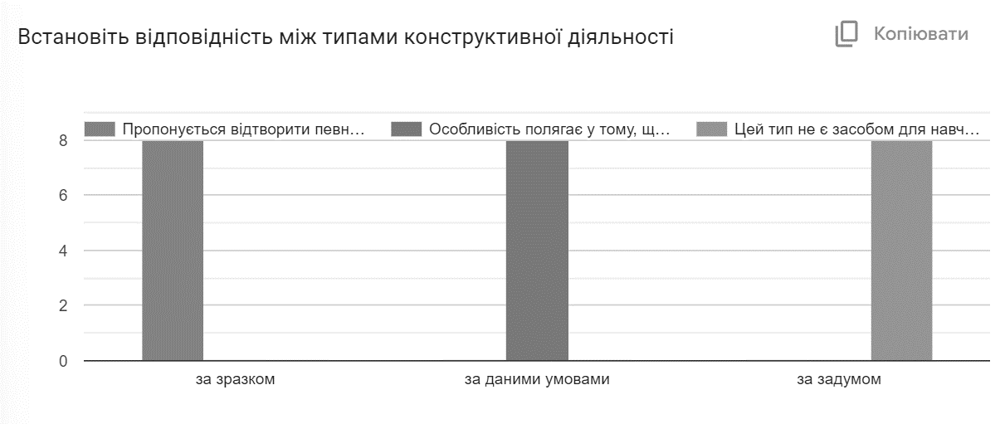 Встановіть відповідність між типами конструктивної діяльності
Копіювати
Пропонується відтворити певн…
Особливість полягає у тому, щ…
Цей тип не є засобом для навч…
8
6
4
2
0
за зразком
за даними умовами
за задумом